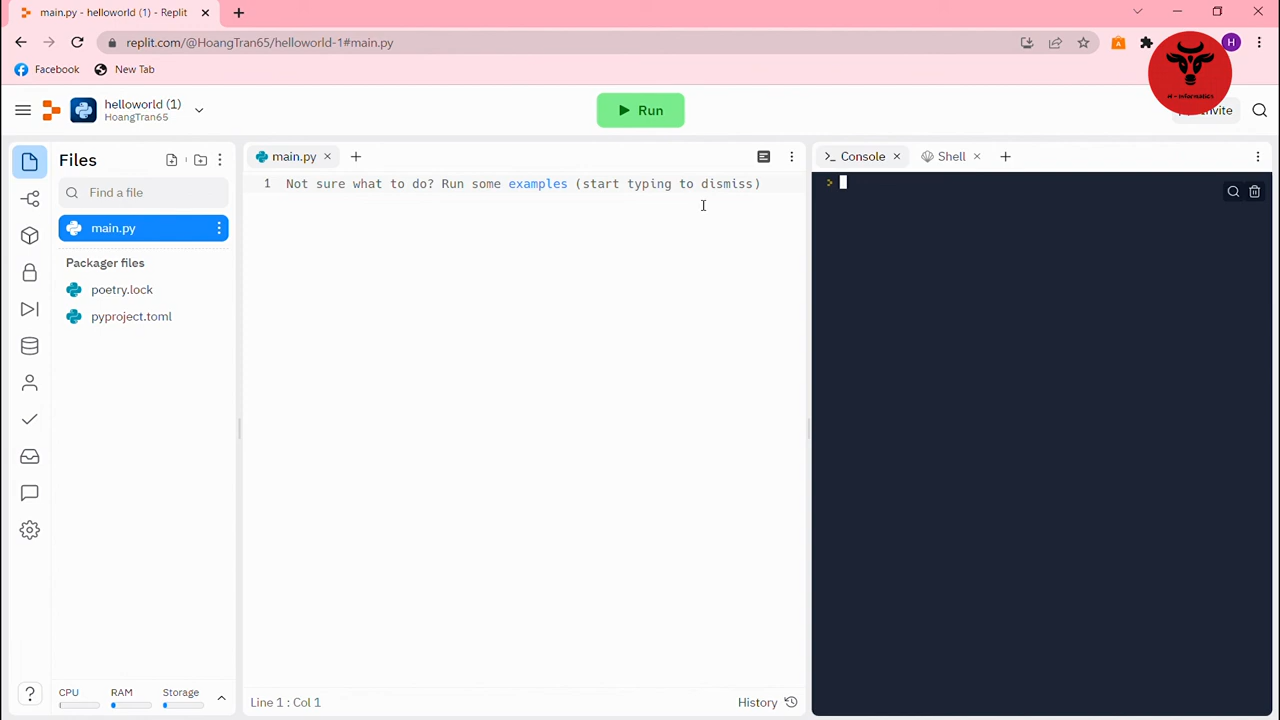 main.py - helloworld (1) - Replit
replit.com/@HoangTran65/helloworld-1#main.py
H
Facebook
New Tab
H - Informatics
helloworld (1)
HoangTran65
Run
Invite
Files
main.py
Console
Shell
1 Not sure what to do? Run some examples (start typing to dismiss)
>
Find a file
main.py
Packager files
poetry.lock
pyproject.toml
?
CPU
RAM
Storage
Line 1 : Col 1
History